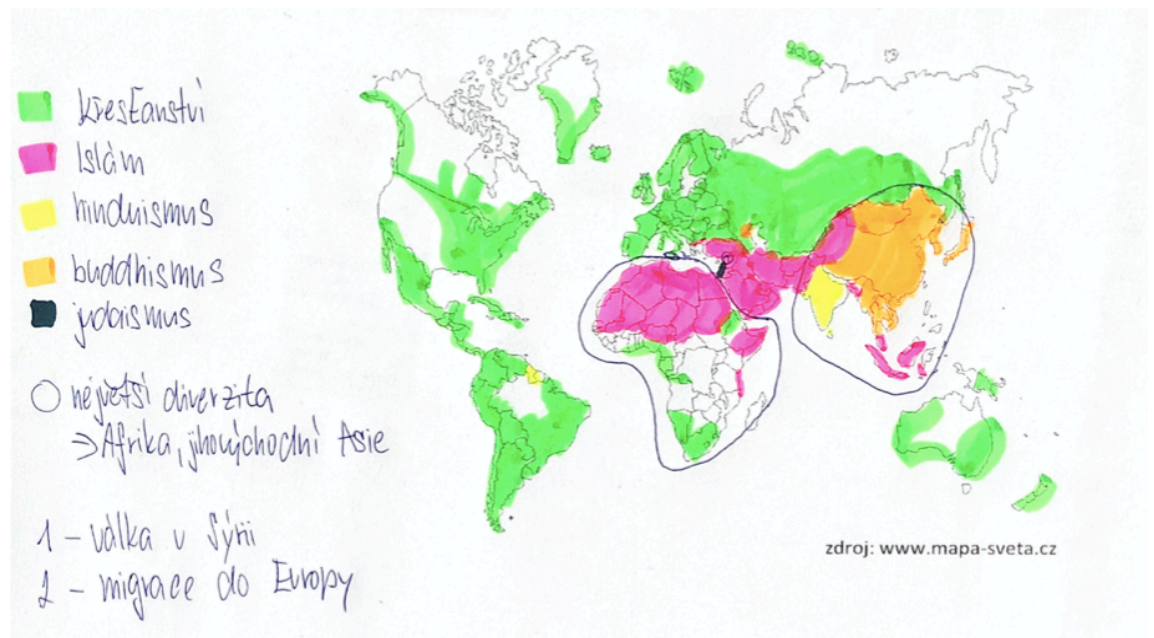 křesťanství
Islám
hinduismus
buddhismus
judaismus
největší diverzita
⇒ Afrika, jihovýchodní Asie
1 - válka v Sýrii
2 - migrace do Evropy
zdroj: www.mapa-sveta.cz